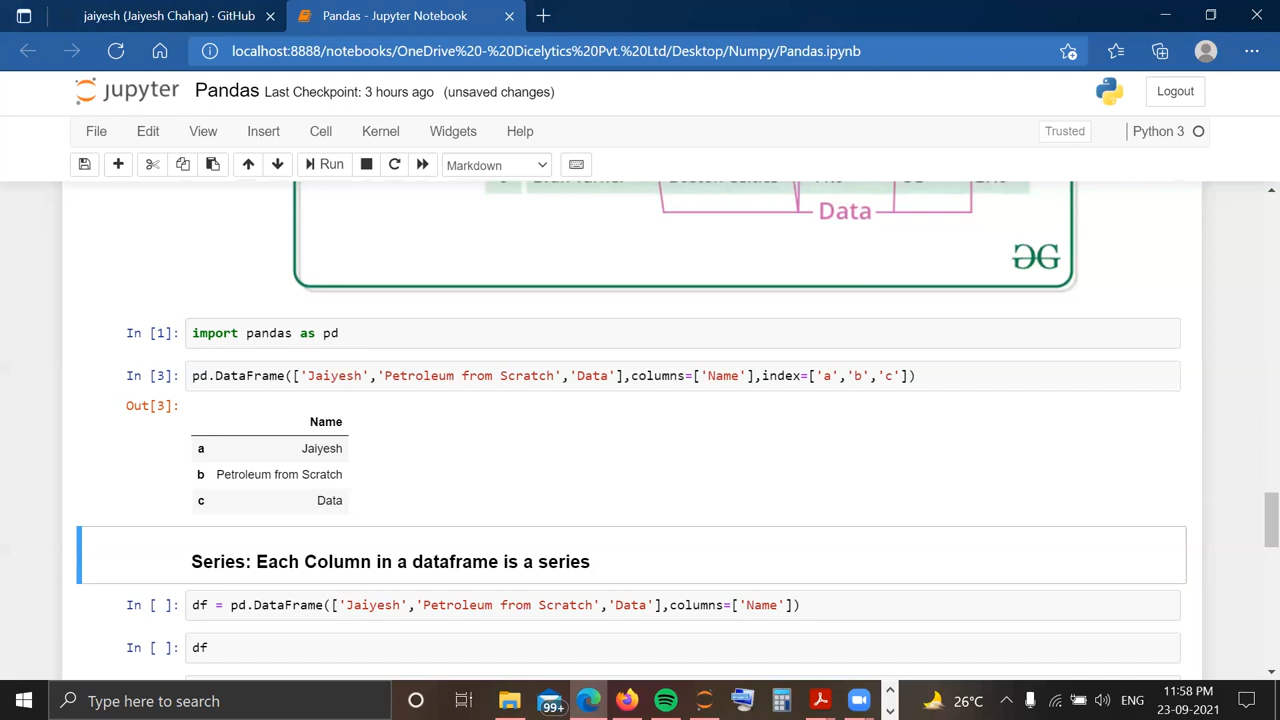 jaiyesh (Jaiyesh Chahar) · GitHub
Pandas - Jupyter Notebook
localhost:8888/notebooks/OneDrive%20-%20Dicelytics%20Pvt.%20Ltd/Desktop/Numpy/Pandas.ipynb
jupyter Pandas Last Checkpoint: 3 hours ago (unsaved changes)
Logout
File Edit View Insert Cell Kernel Widgets Help
Trusted
Python 3
Run
Markdown
Data
In [1]: import pandas as pd
In [3]: pd.DataFrame(['Jaiyesh','Petroleum from Scratch','Data'],columns=['Name'],index=['a','b','c'])
Out[3]:
Name
a Jaiyesh
b Petroleum from Scratch
c Data
Series: Each Column in a dataframe is a series
In [ ]: df = pd.DataFrame(['Jaiyesh','Petroleum from Scratch','Data'],columns=['Name'])
In [ ]: df
Type here to search
99+
26°C
ENG
11:58 PM
23-09-2021